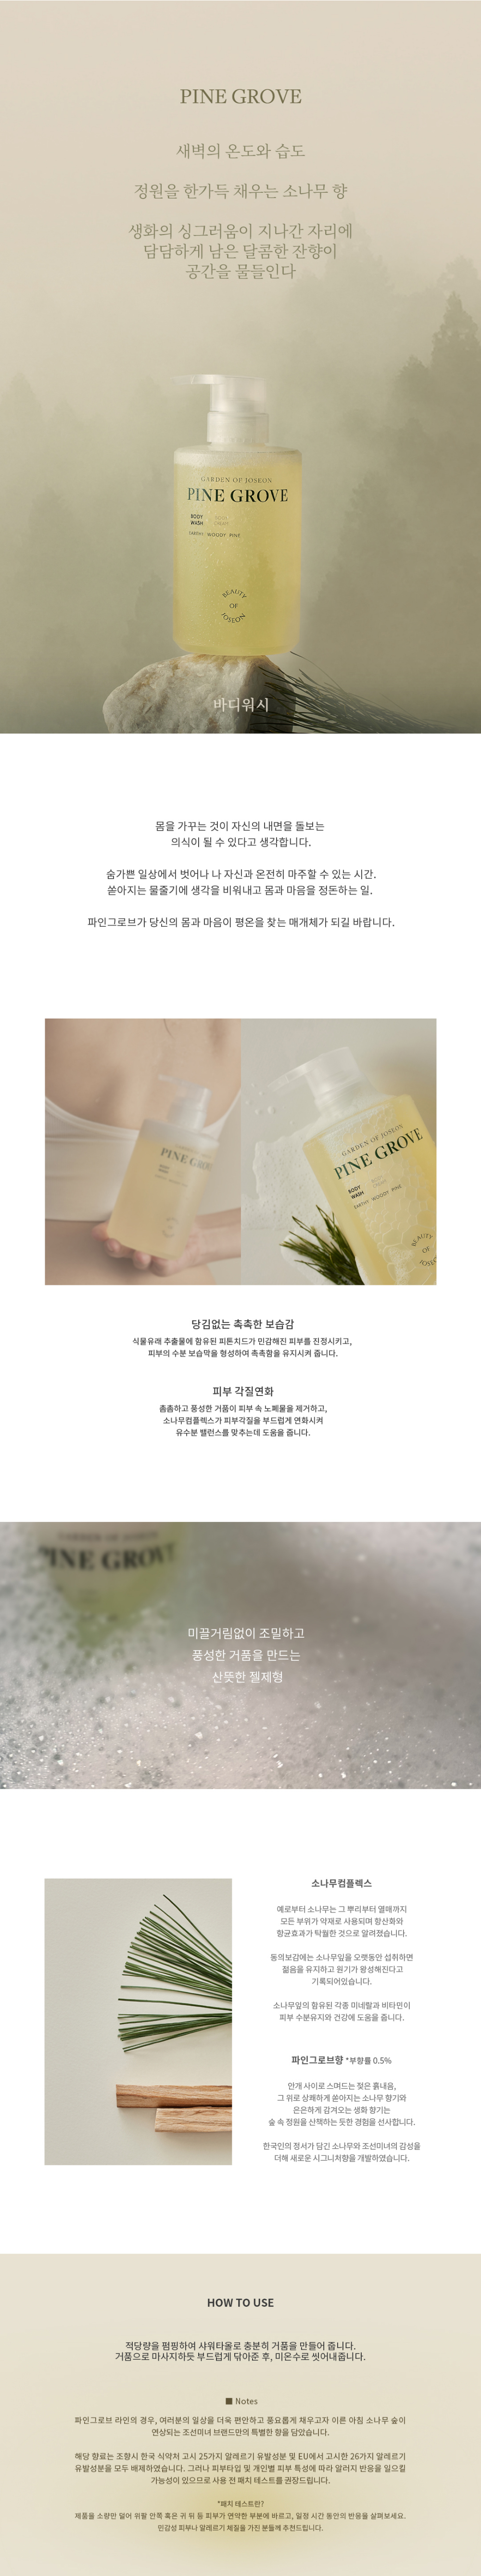 PINE GROVE
새벽의 온도와 습도
정원을 한가득 채우는 소나무 향
생화의 싱그러움이 지나간 자리에
담담하게 남은 달콤한 잔향이
공간을 물들인다
GARDEN OF JOSEON
PINE GROVE
BODY
WASH
EARTHY WOODY PINE
BEAUTY
OF
JOSEON
바디워시
몸을 가꾸는 것이 자신의 내면을 돌보는
의식이 될 수 있다고 생각합니다.
숨가쁜 일상에서 벗어나 나 자신과 온전히 마주할 수 있는 시간.
쏟아지는 물줄기에 생각을 비워내고 몸과 마음을 정돈하는 일.
파인그로브가 당신의 몸과 마음이 평온을 찾는 매개체가 되길 바랍니다.
PINE GROVE
GARDEN OF JOSEON
PINE GROVE
BODY
WASH
EARTHY WOODY PINE
BEAUTY
OF
JOSEON
당김없는 촉촉한 보습감
식물유래 추출물에 함유된 피톤치드가 민감해진 피부를 진정시키고,
피부의 수분 보습막을 형성하여 촉촉함을 유지시켜 줍니다.
피부 각질연화
촘촘하고 풍성한 거품이 피부 속 노폐물을 제거하고,
소나무컴플렉스가 피부각질을 부드럽게 연화시켜
유수분 밸런스를 맞추는데 도움을 줍니다.
PINE GROVE
미끌거림없이 조밀하고
풍성한 거품을 만드는
산뜻한 젤제형
소나무컴플렉스
예로부터 소나무는 그 뿌리부터 열매까지
모든 부위가 약재로 사용되며 항산화와
항균효과가 탁월한 것으로 알려졌습니다.
동의보감에는 소나무잎을 오랫동안 섭취하면
젊음을 유지하고 원기가 왕성해진다고
기록되어있습니다.
소나무잎의 함유된 각종 미네랄과 비타민이
피부 수분유지와 건강에 도움을 줍니다.
파인그로브향 *부향률 0.5%
안개 사이로 스며드는 젖은 흙내음,
그 위로 상쾌하게 쏟아지는 소나무 향기와
은은하게 감겨오는 생화 향기는
숲 속 정원을 산책하는 듯한 경험을 선사합니다.
한국인의 정서가 담긴 소나무와 조선미녀의 감성을
더해 새로운 시그니처향을 개발하였습니다.
HOW TO USE
적당량을 펌핑하여 샤워타올로 충분히 거품을 만들어 줍니다.
거품으로 마사지하듯 부드럽게 닦아준 후, 미온수로 씻어내줍니다.
■ Notes
파인그로브 라인의 경우, 여러분의 일상을 더욱 편안하고 풍요롭게 채우고자 이른 아침 소나무 숲이
연상되는 조선미녀 브랜드만의 특별한 향을 담았습니다.
해당 향료는 조향시 한국 식약처 고시 25가지 알레르기 유발성분 및 EU에서 고시한 26가지 알레르기
유발성분을 모두 배제하였습니다. 그러나 피부타입 및 개인별 피부 특성에 따라 알러지 반응을 일으킬
가능성이 있으므로 사용 전 패치 테스트를 권장드립니다.
*패치 테스트란?
제품을 소량만 덜어 위팔 안쪽 혹은 귀 뒤 등 피부가 연약한 부분에 바르고, 일정 시간 동안의 반응을 살펴보세요.
민감성 피부나 알레르기 체질을 가진 분들께 추천드립니다.